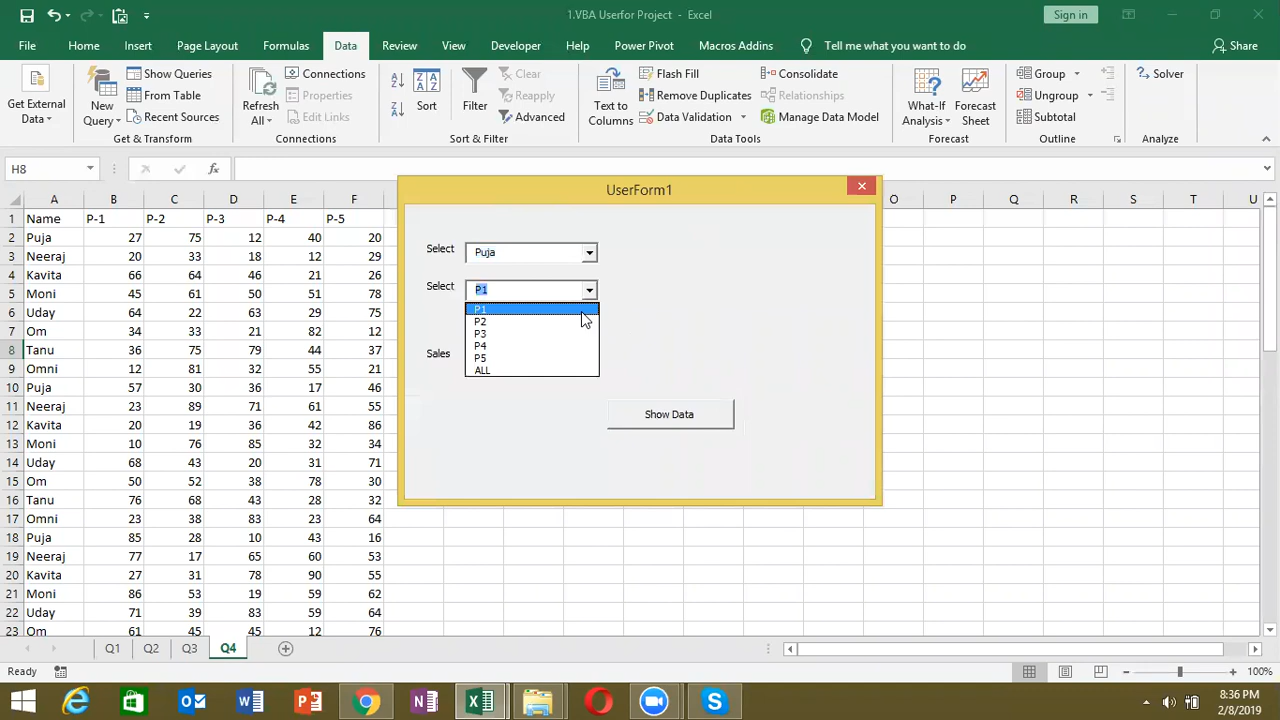 1.VBA Userfor Project - Excel
Sign in
File Home Insert Page Layout Formulas Data Review View Developer Help Power Pivot Macros Addins Tell me what you want to do Share
Get External Data
New Query
Show Queries
From Table
Recent Sources
Get & Transform
Refresh All
Connections
Properties
Edit Links
Connections
Sort
Filter
Clear
Reapply
Advanced
Sort & Filter
Text to Columns
Flash Fill
Remove Duplicates
Data Validation
Consolidate
Relationships
Manage Data Model
Data Tools
What-If Analysis
Forecast Sheet
Forecast
Group
Ungroup
Subtotal
Outline
Solver
Analyze
H8 fx
A B C D E F O P Q R S T U
1 Name P-1 P-2 P-3 P-4 P-5
2 Puja 27 75 12 40 20
3 Neeraj 20 33 18 12 29
4 Kavita 66 64 46 21 26
5 Moni 45 61 50 51 78
6 Uday 64 22 63 29 75
7 Om 34 33 21 82 12
8 Tanu 36 75 79 44 37
9 Omni 12 81 32 55 21
10 Puja 57 30 36 17 46
11 Neeraj 23 89 71 61 55
12 Kavita 20 19 36 42 86
13 Moni 10 76 85 32 34
14 Uday 68 43 20 31 71
15 Om 50 52 38 78 30
16 Tanu 76 68 43 28 32
17 Omni 23 38 83 23 64
18 Puja 85 28 10 43 16
19 Neeraj 77 17 65 60 53
20 Kavita 27 31 78 90 55
21 Moni 86 53 19 59 62
22 Uday 71 39 83 59 64
23 Om 61 45 45 12 76
UserForm1
Select Puja
Select P1
P1
P2
P3
P4
P5
ALL
Sales
Show Data
Q1 Q2 Q3 Q4
Ready
100%
8:36 PM
2/8/2019